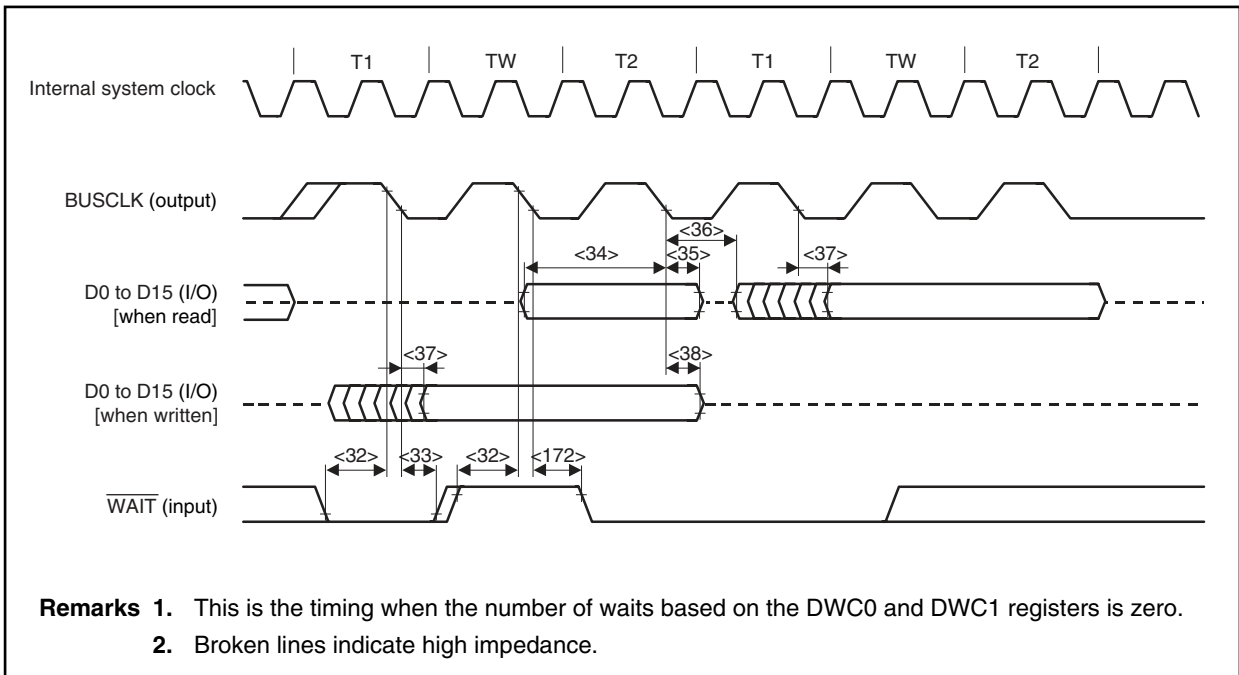 T1 TW T2 T1 TW T2
Internal system clock
BUSCLK (output)
<36>
<34> <35> <37>
D0 to D15 (I/O)
[when read]
<37> <38>
D0 to D15 (I/O)
[when written]
<32> <33> <32> <172>
WAIT (input)
Remarks 1. This is the timing when the number of waits based on the DWC0 and DWC1 registers is zero.
2. Broken lines indicate high impedance.